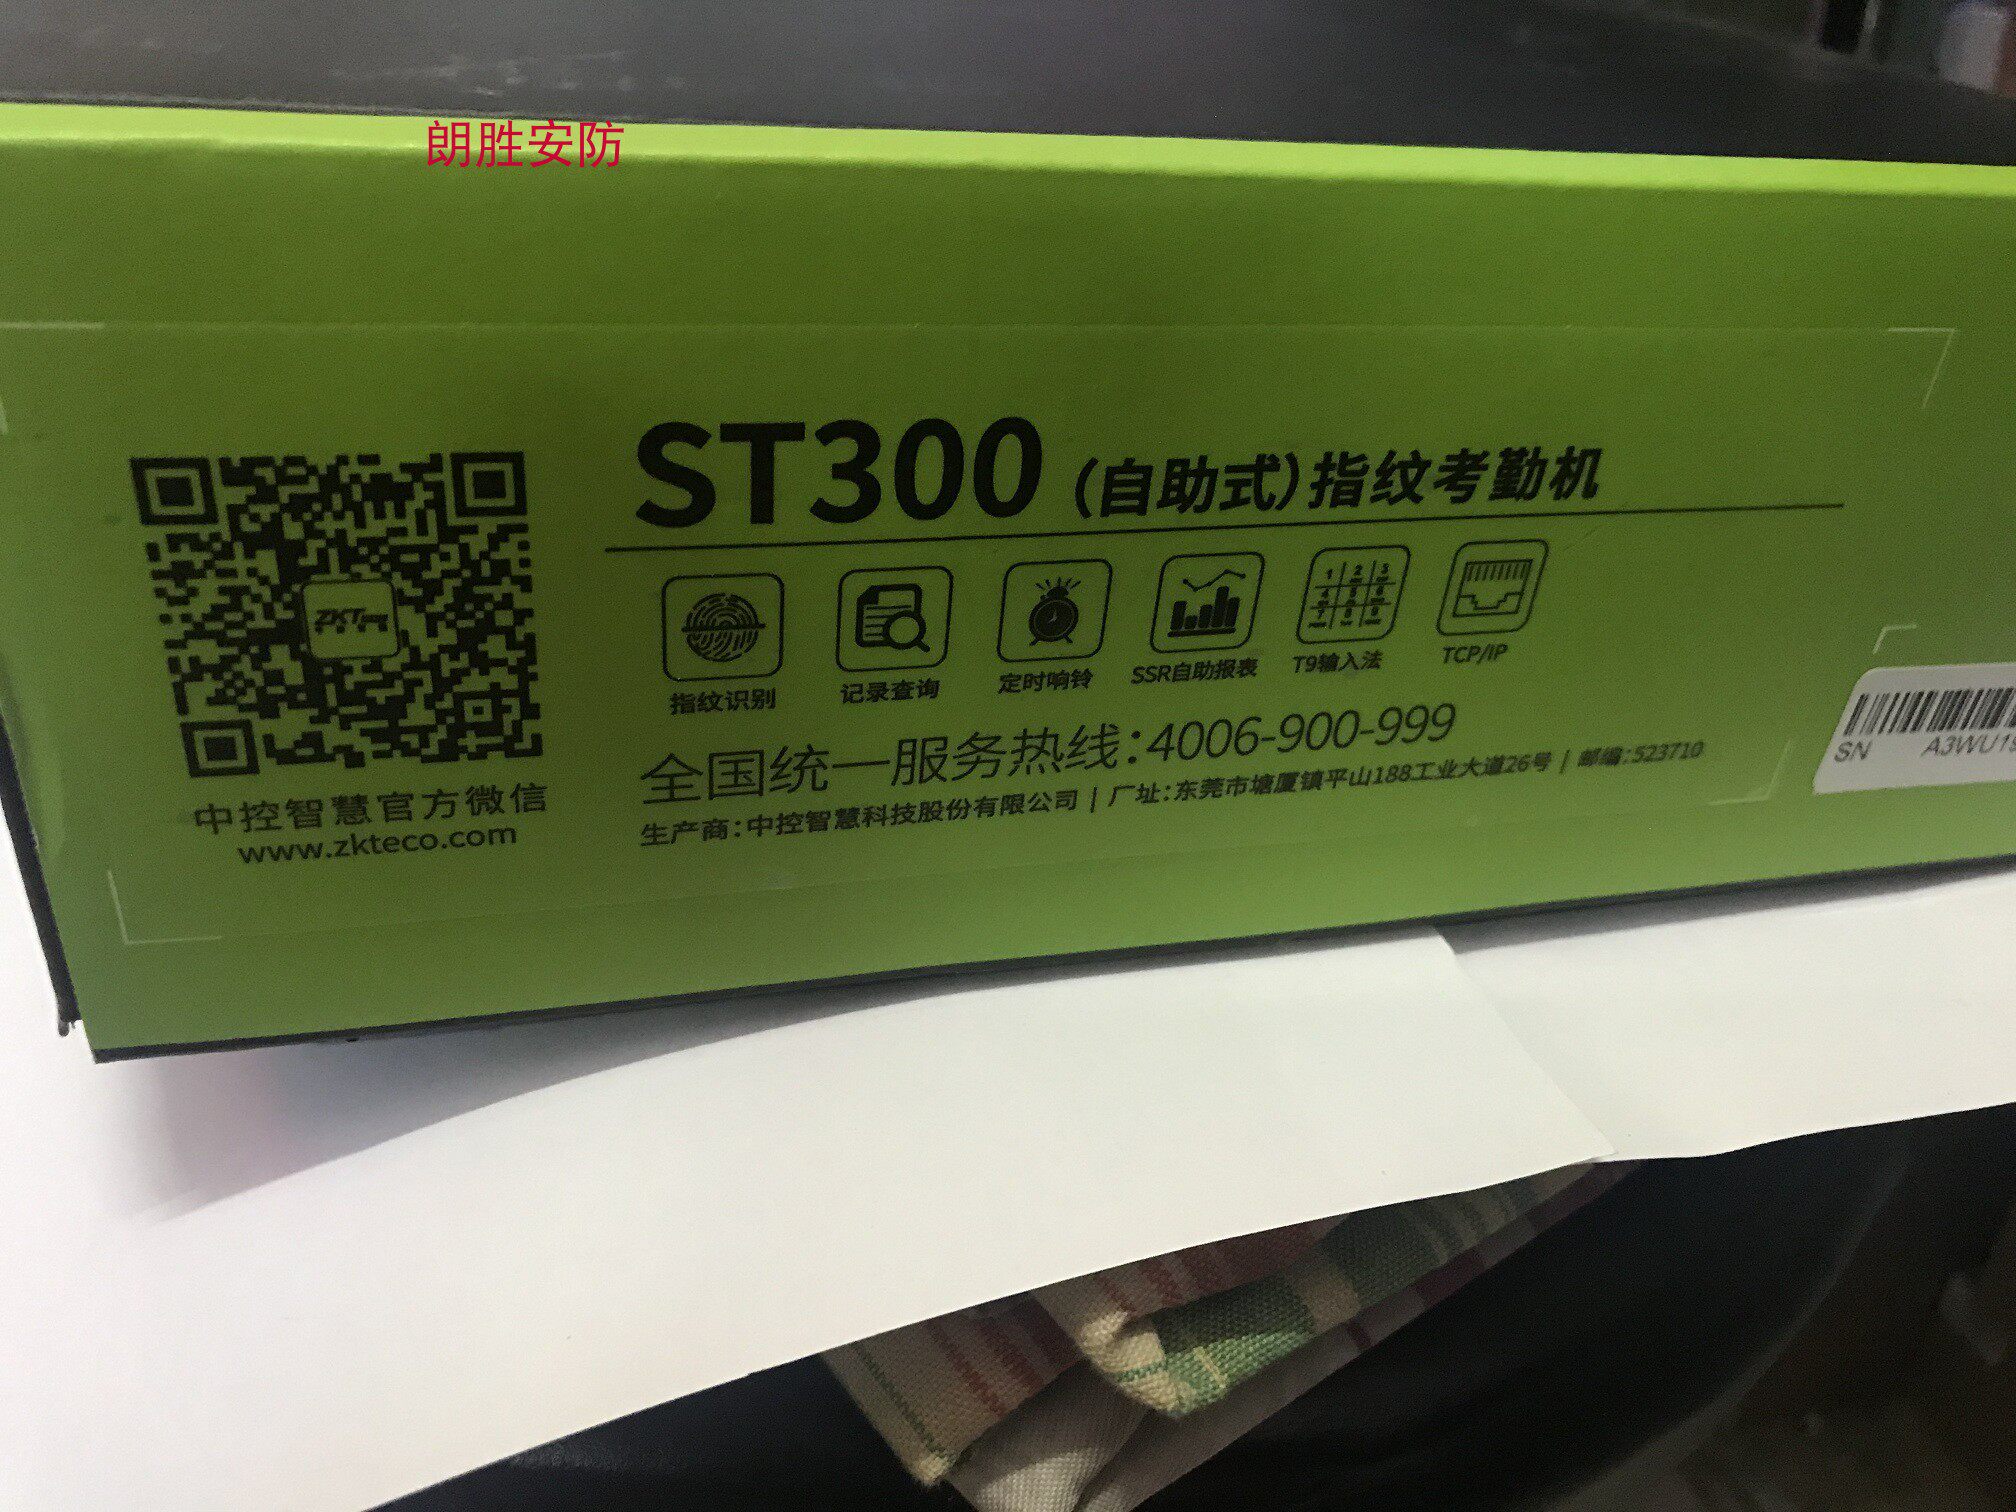 朗胜安防
ST300 (自助式)指纹考勤机
指纹识别
记录查询
定时响铃
SSR自助报表
T9输入法
TCP/IP
全国统一服务热线:4006-900-999
生产商:中控智慧科技股份有限公司 | 厂址:东莞市塘厦镇平山188工业大道26号 | 邮编:523710
ZKTeco
中控智慧官方微信
www.zkteco.com
SN A3WU19